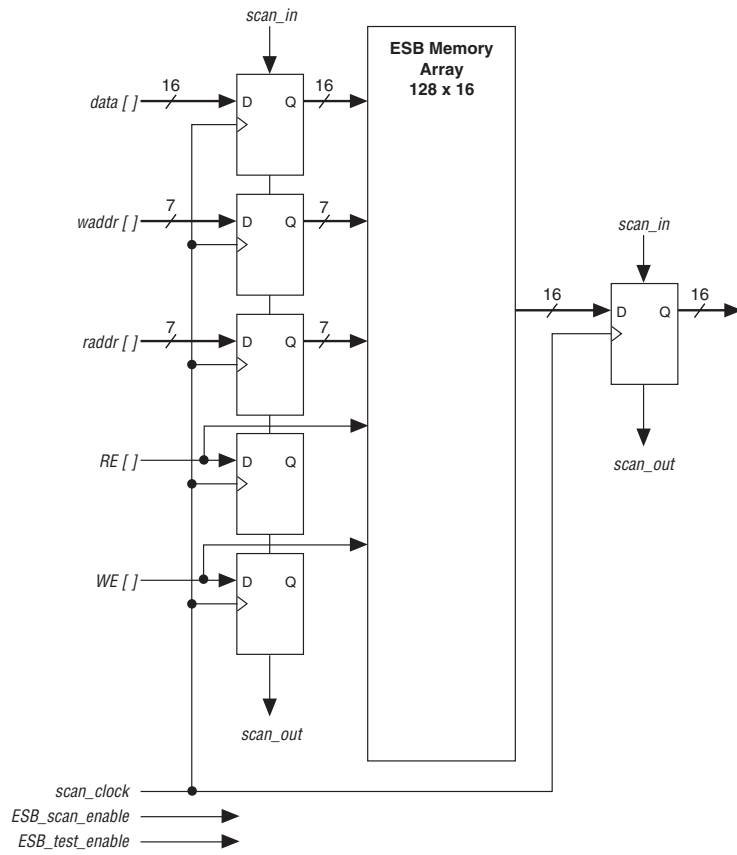 scan_in
ESB Memory
Array
128 x 16
data [ ]
16
D
Q
16
waddr [ ]
7
D
Q
7
scan_in
raddr [ ]
7
D
Q
7
16
D
Q
16
RE [ ]
D
Q
scan_out
WE [ ]
D
Q
scan_out
scan_clock
ESB_scan_enable
ESB_test_enable